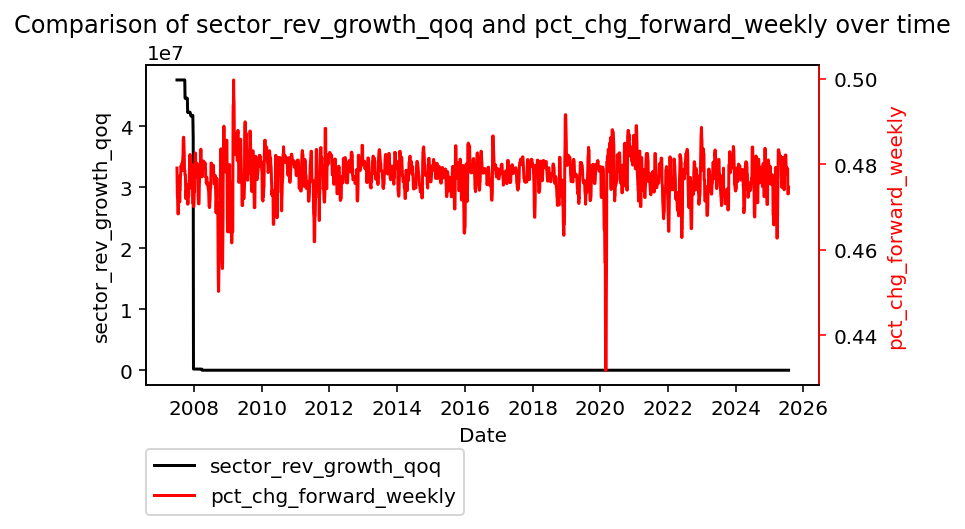 Comparison of sector_rev_growth_qoq and pct_chg_forward_weekly over time
1e7
4
3
2
1
0
sector_rev_growth_qoq
0.50
0.48
0.46
0.44
pct_chg_forward_weekly
2008 2010 2012 2014 2016 2018 2020 2022 2024 2026
Date
sector_rev_growth_qoq
pct_chg_forward_weekly